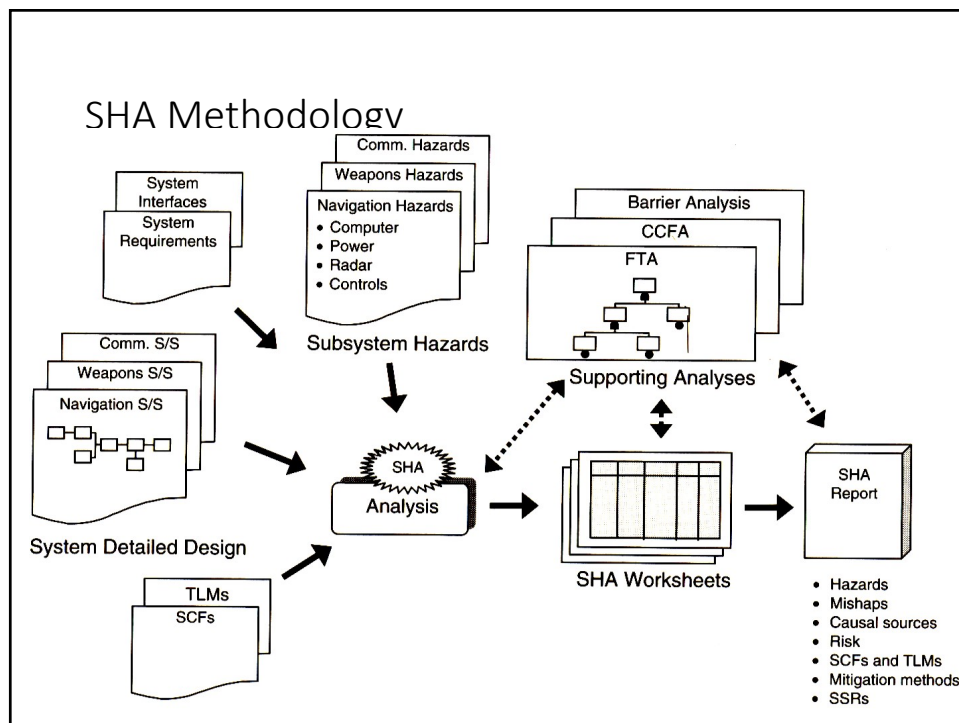 SHA Methodology
System
Interfaces
System
Requirements
Comm. Hazards
Weapons Hazards
Navigation Hazards
• Computer
• Power
• Radar
• Controls
Subsystem Hazards
Barrier Analysis
CCFA
FTA
Supporting Analyses
Comm. S/S
Weapons S/S
Navigation S/S
System Detailed Design
SHA
Analysis
SHA Worksheets
SHA
Report
TLMs
SCFs
• Hazards
• Mishaps
• Causal sources
• Risk
• SCFs and TLMs
• Mitigation methods
• SSRs